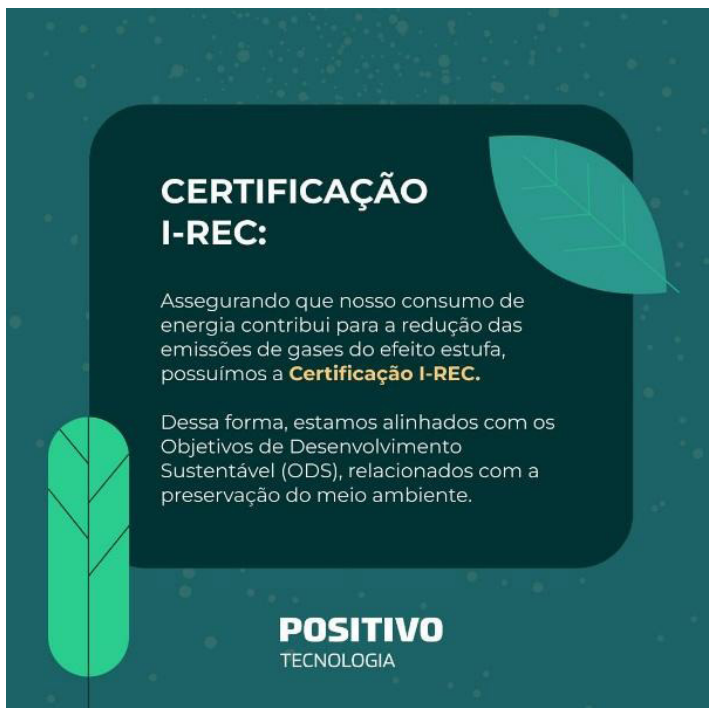 CERTIFICAÇÃO
I-REC:
Assegurando que nosso consumo de
energia contribui para a redução das
emissões de gases do efeito estufa,
possuímos a Certificação I-REC.
Dessa forma, estamos alinhados com os
Objetivos de Desenvolvimento
Sustentável (ODS), relacionados com a
preservação do meio ambiente.
POSITIVO
TECNOLOGIA